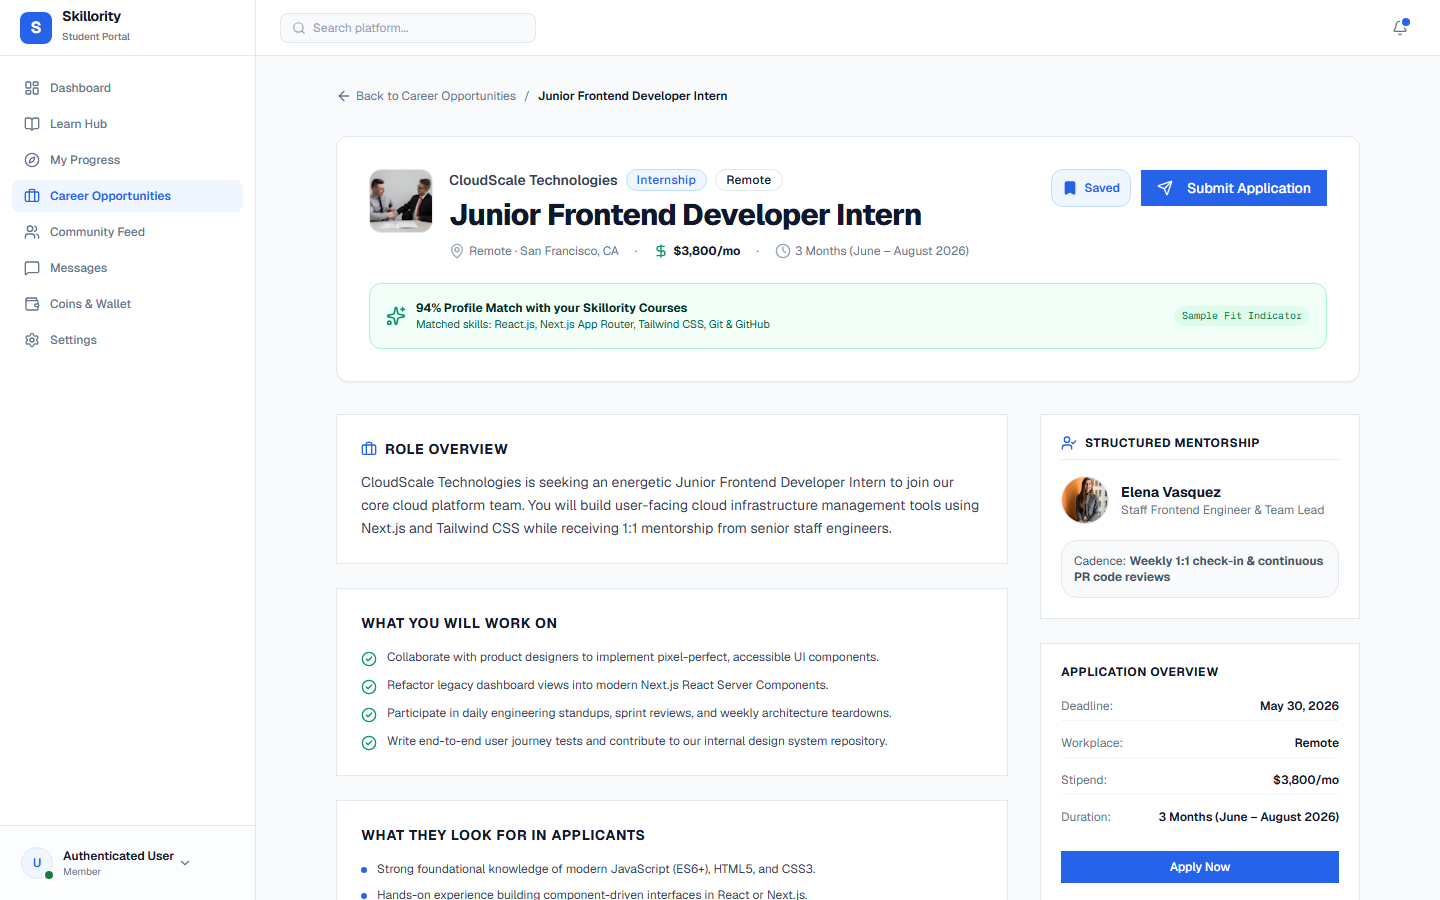 S
Skillority
Student Portal
Search platform...
Dashboard
Learn Hub
My Progress
Career Opportunities
Community Feed
Messages
Coins & Wallet
Settings
U
Authenticated User
Member
Back to Career Opportunities / Junior Frontend Developer Intern
CloudScale Technologies Internship Remote
Junior Frontend Developer Intern
Remote · San Francisco, CA · $3,800/mo · 3 Months (June – August 2026)
Saved
Submit Application
94% Profile Match with your Skillority Courses
Matched skills: React.js, Next.js App Router, Tailwind CSS, Git & GitHub
Sample Fit Indicator
ROLE OVERVIEW
CloudScale Technologies is seeking an energetic Junior Frontend Developer Intern to join our
core cloud platform team. You will build user-facing cloud infrastructure management tools using
Next.js and Tailwind CSS while receiving 1:1 mentorship from senior staff engineers.
WHAT YOU WILL WORK ON
Collaborate with product designers to implement pixel-perfect, accessible UI components.
Refactor legacy dashboard views into modern Next.js React Server Components.
Participate in daily engineering standups, sprint reviews, and weekly architecture teardowns.
Write end-to-end user journey tests and contribute to our internal design system repository.
WHAT THEY LOOK FOR IN APPLICANTS
Strong foundational knowledge of modern JavaScript (ES6+), HTML5, and CSS3.
Hands-on experience building component-driven interfaces in React or Next.js.
STRUCTURED MENTORSHIP
Elena Vasquez
Staff Frontend Engineer & Team Lead
Cadence: Weekly 1:1 check-in & continuous
PR code reviews
APPLICATION OVERVIEW
Deadline: May 30, 2026
Workplace: Remote
Stipend: $3,800/mo
Duration: 3 Months (June – August 2026)
Apply Now